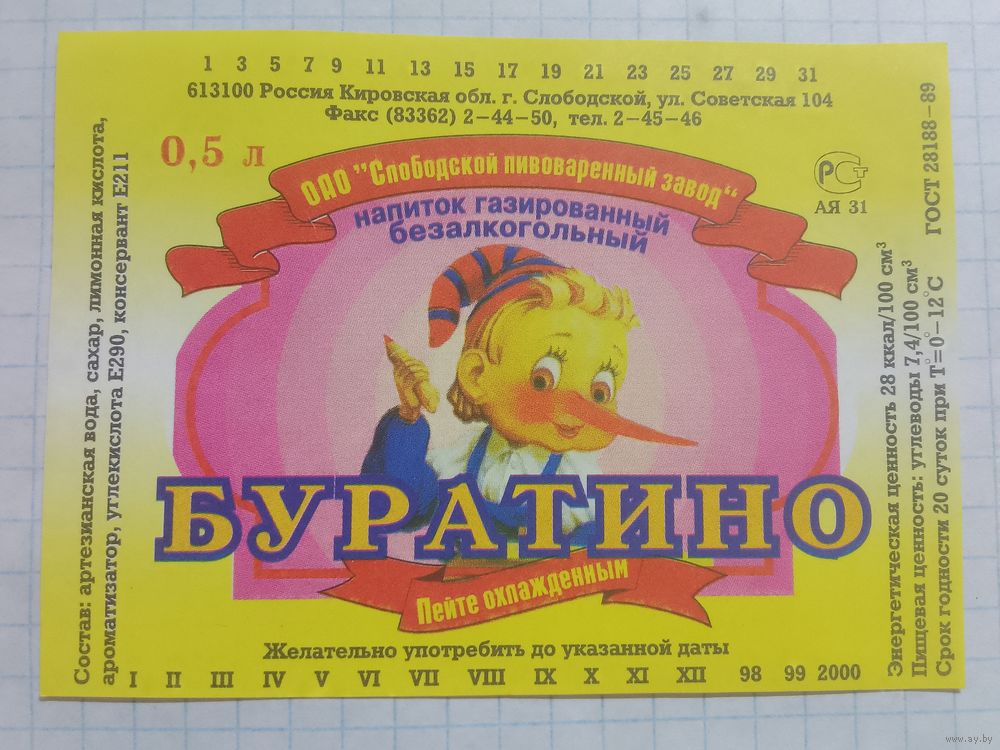 1 3 5 7 9 11 13 15 17 19 21 23 25 27 29 31
613100 Россия Кировская обл. г. Слободской, ул. Советская 104
Факс (83362) 2-44-50, тел. 2-45-46
0,5 л
ОАО "Слободской пивоваренный завод"
напиток газированный
безалкогольный
РСТ
АЯ 31
ГОСТ 28188-89
Состав: артезианская вода, сахар, лимонная кислота,
ароматизатор, углекислота Е290, консервант Е211
БУРАТИНО
Пейте охлажденным
Энергетическая ценность 28 ккал/100 см³
Пищевая ценность: углеводы 7,4/100 см³
Срок годности 20 суток при Т°=0°-12°С
Желательно употребить до указанной даты
I II III IV V VI VII VIII IX X XI XII 98 99 2000
www.ay.by